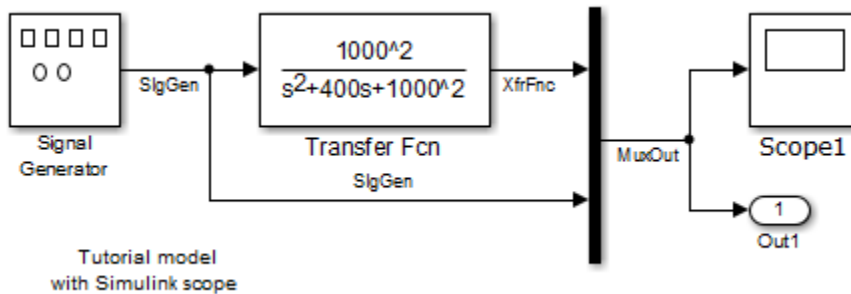 1000^2
s2+400s+1000^2
SigGen
XfrFnc
Signal
Generator
Transfer Fcn
SigGen
MuxOut
Scope1
1
Out1
Tutorial model
with Simulink scope